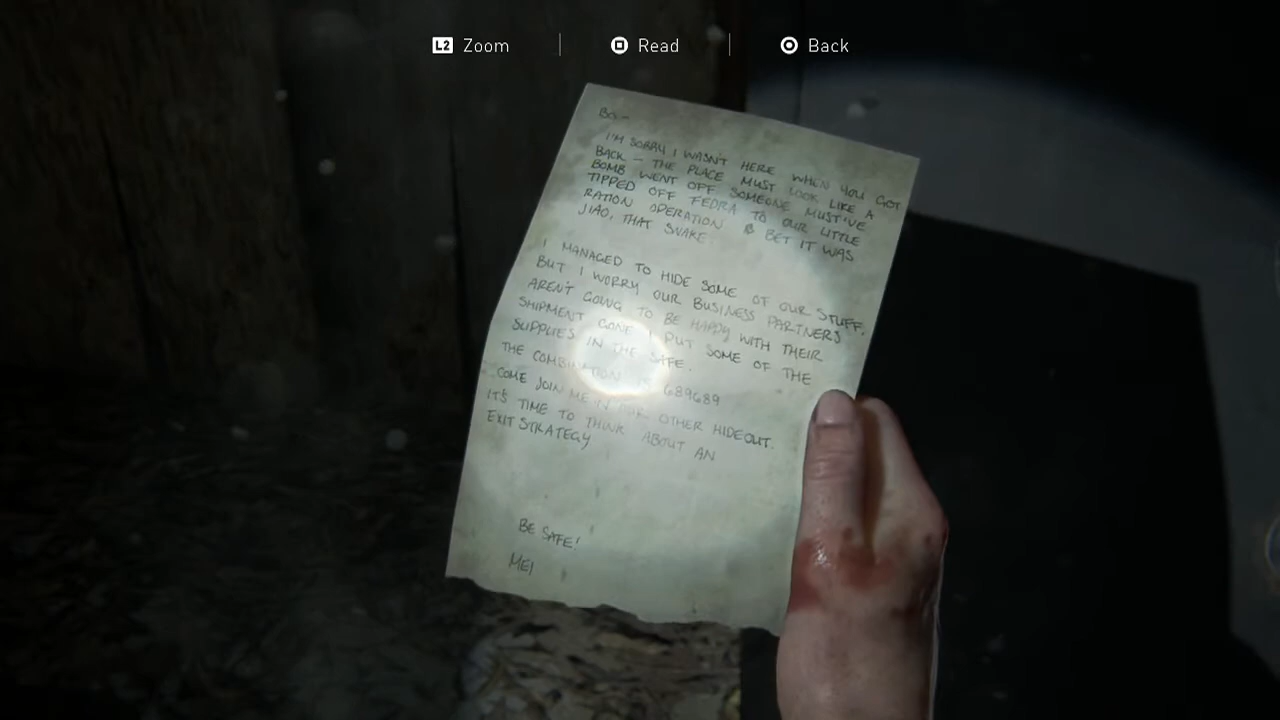 L2 Zoom
Read
Back
BO -
I'M SORRY I WASN'T HERE WHEN YOU GOT
BACK - THE PLACE MUST LOOK LIKE A
BOMB WENT OFF SOMEONE MUST'VE
TIPPED OFF FEDRA TO OUR LITTLE
RATION OPERATION I BET IT WAS
JIAO, THAT SNAKE
I MANAGED TO HIDE SOME OF OUR STUFF.
BUT I WORRY OUR BUSINESS PARTNERS
AREN'T GOING TO BE HAPPY WITH THEIR
SHIPMENT GONE I PUT SOME OF THE
SUPPLIES IN THE SAFE.
THE COMBINATION IS 689689
COME JOIN ME IN OUR OTHER HIDEOUT.
IT'S TIME TO THINK ABOUT AN
EXIT STRATEGY
BE SAFE!
MEI